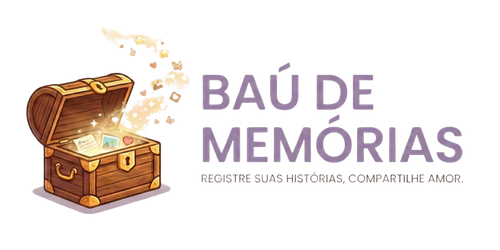 BAÚ DE
MEMÓRIAS
REGISTRE SUAS HISTÓRIAS, COMPARTILHE AMOR.